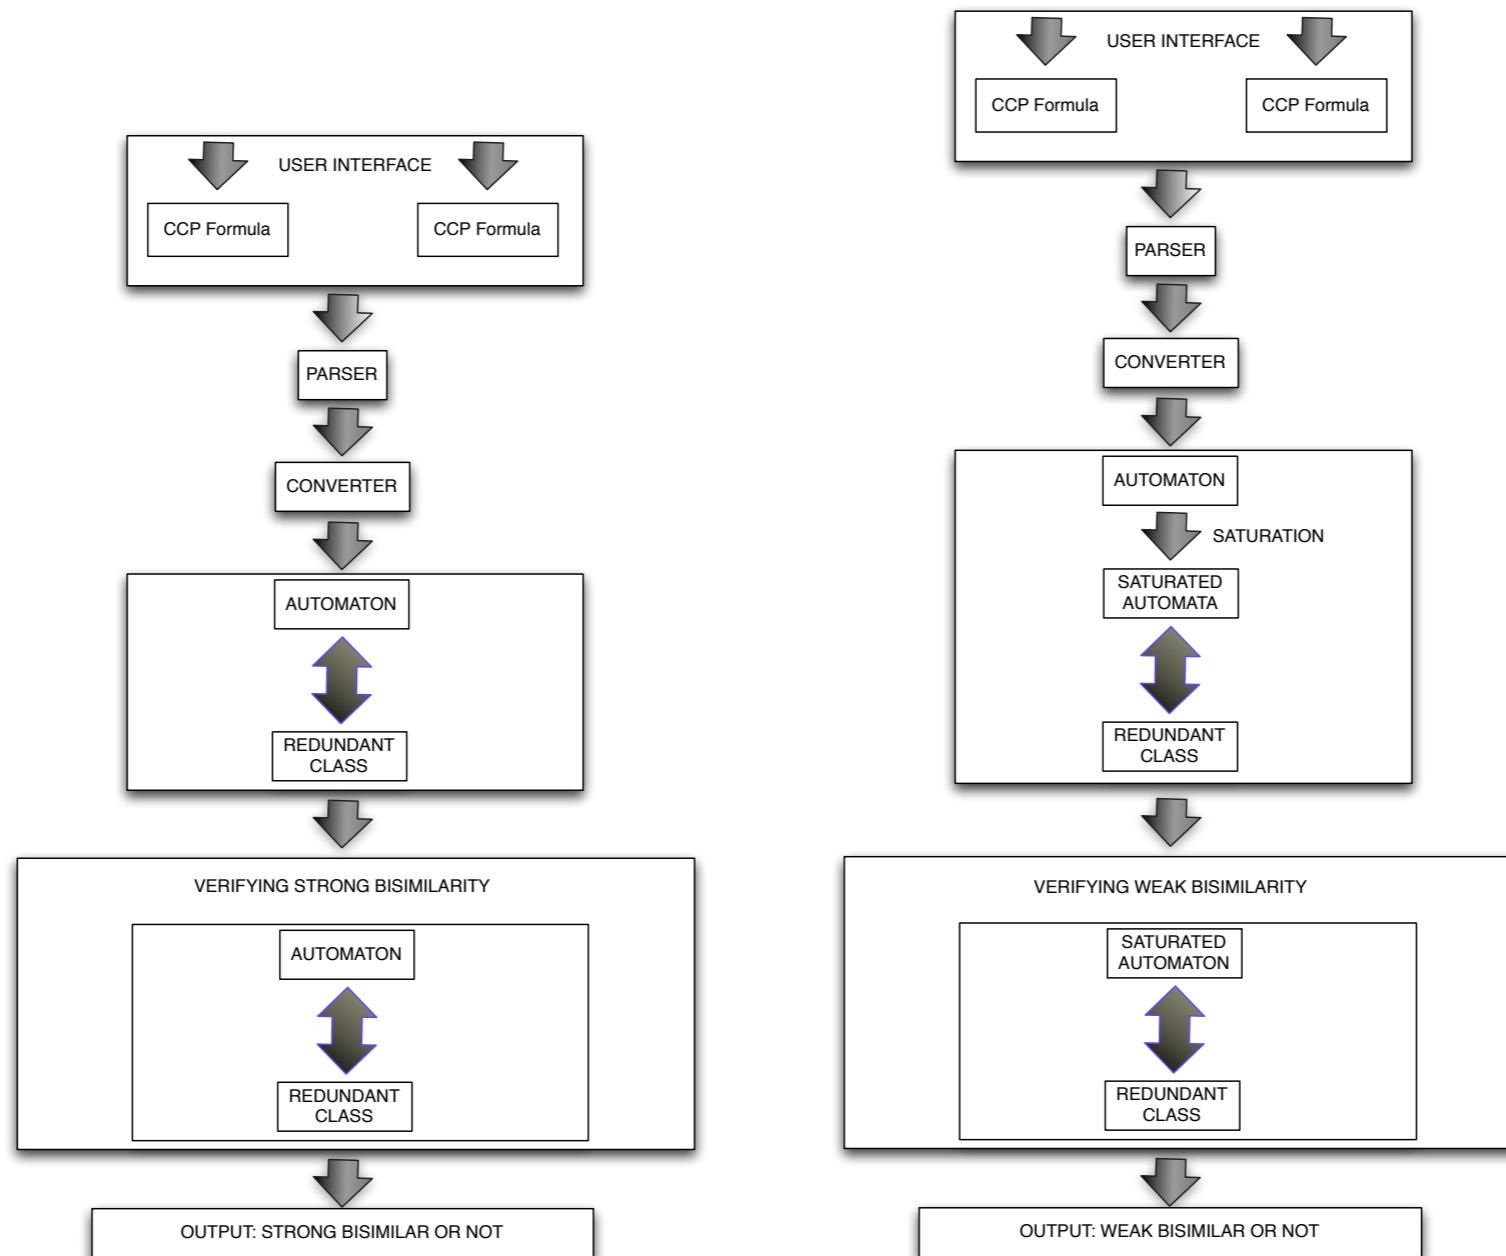 USER INTERFACE
CCP Formula
CCP Formula
PARSER
CONVERTER
AUTOMATON
REDUNDANT
CLASS
VERIFYING STRONG BISIMILARITY
AUTOMATON
REDUNDANT
CLASS
OUTPUT: STRONG BISIMILAR OR NOT
USER INTERFACE
CCP Formula
CCP Formula
PARSER
CONVERTER
AUTOMATON
SATURATION
SATURATED
AUTOMATA
REDUNDANT
CLASS
VERIFYING WEAK BISIMILARITY
SATURATED
AUTOMATON
REDUNDANT
CLASS
OUTPUT: WEAK BISIMILAR OR NOT